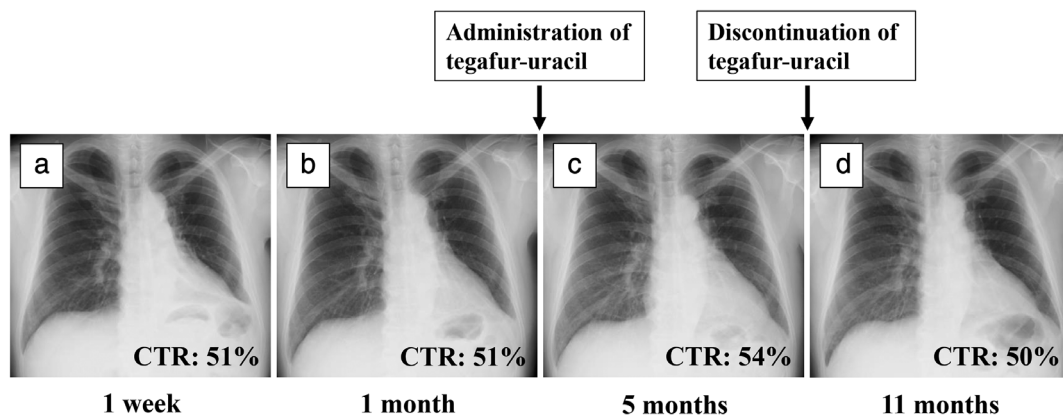 Administration of
tegafur-uracil
Discontinuation of
tegafur-uracil
a
b
c
d
CTR: 51%
CTR: 51%
CTR: 54%
CTR: 50%
1 week
1 month
5 months
11 months